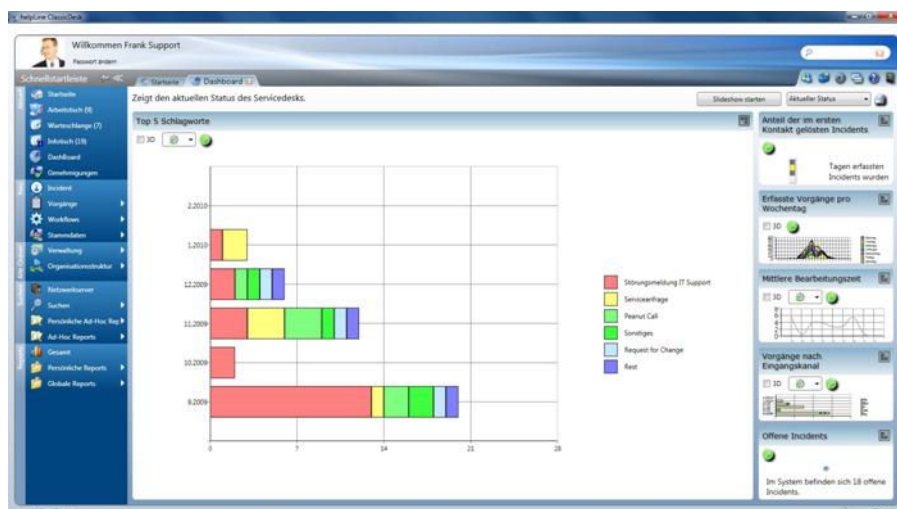 helpLine ClassicDesk
Willkommen Frank Support
Passwort ändern
Schnellstartleiste
Startseite
Dashboard
Startseite
Arbeitstisch (9)
Warteschlange (7)
Infotisch (19)
DashBoard
Genehmigungen
Incident
Vorgänge
Workflows
Stammdaten
Verwaltung
Organisationsstruktur
Netzwerkserver
Suchen
Persönliche Ad-Hoc Rep
Ad-Hoc Reports
Gesamt
Persönliche Reports
Globale Reports
Zeigt den aktuellen Status des Servicedesks.
Slideshow starten
Aktueller Status
Top 5 Schlagworte
3D
2.2010
1.2010
12.2009
11.2009
10.2009
9.2009
0 7 14 21 28
Störungsmeldung IT Support
Serviceanfrage
Peanut Call
Sonstiges
Request for Change
Rest
Anteil der im ersten
Kontakt gelösten Incidents
Tagen erfassten
Incidents wurden
Erfasste Vorgänge pro
Wochentag
3D
Mittlere Bearbeitungszeit
3D
Vorgänge nach
Eingangskanal
3D
Offene Incidents
Im System befinden sich 18 offene
Incidents.